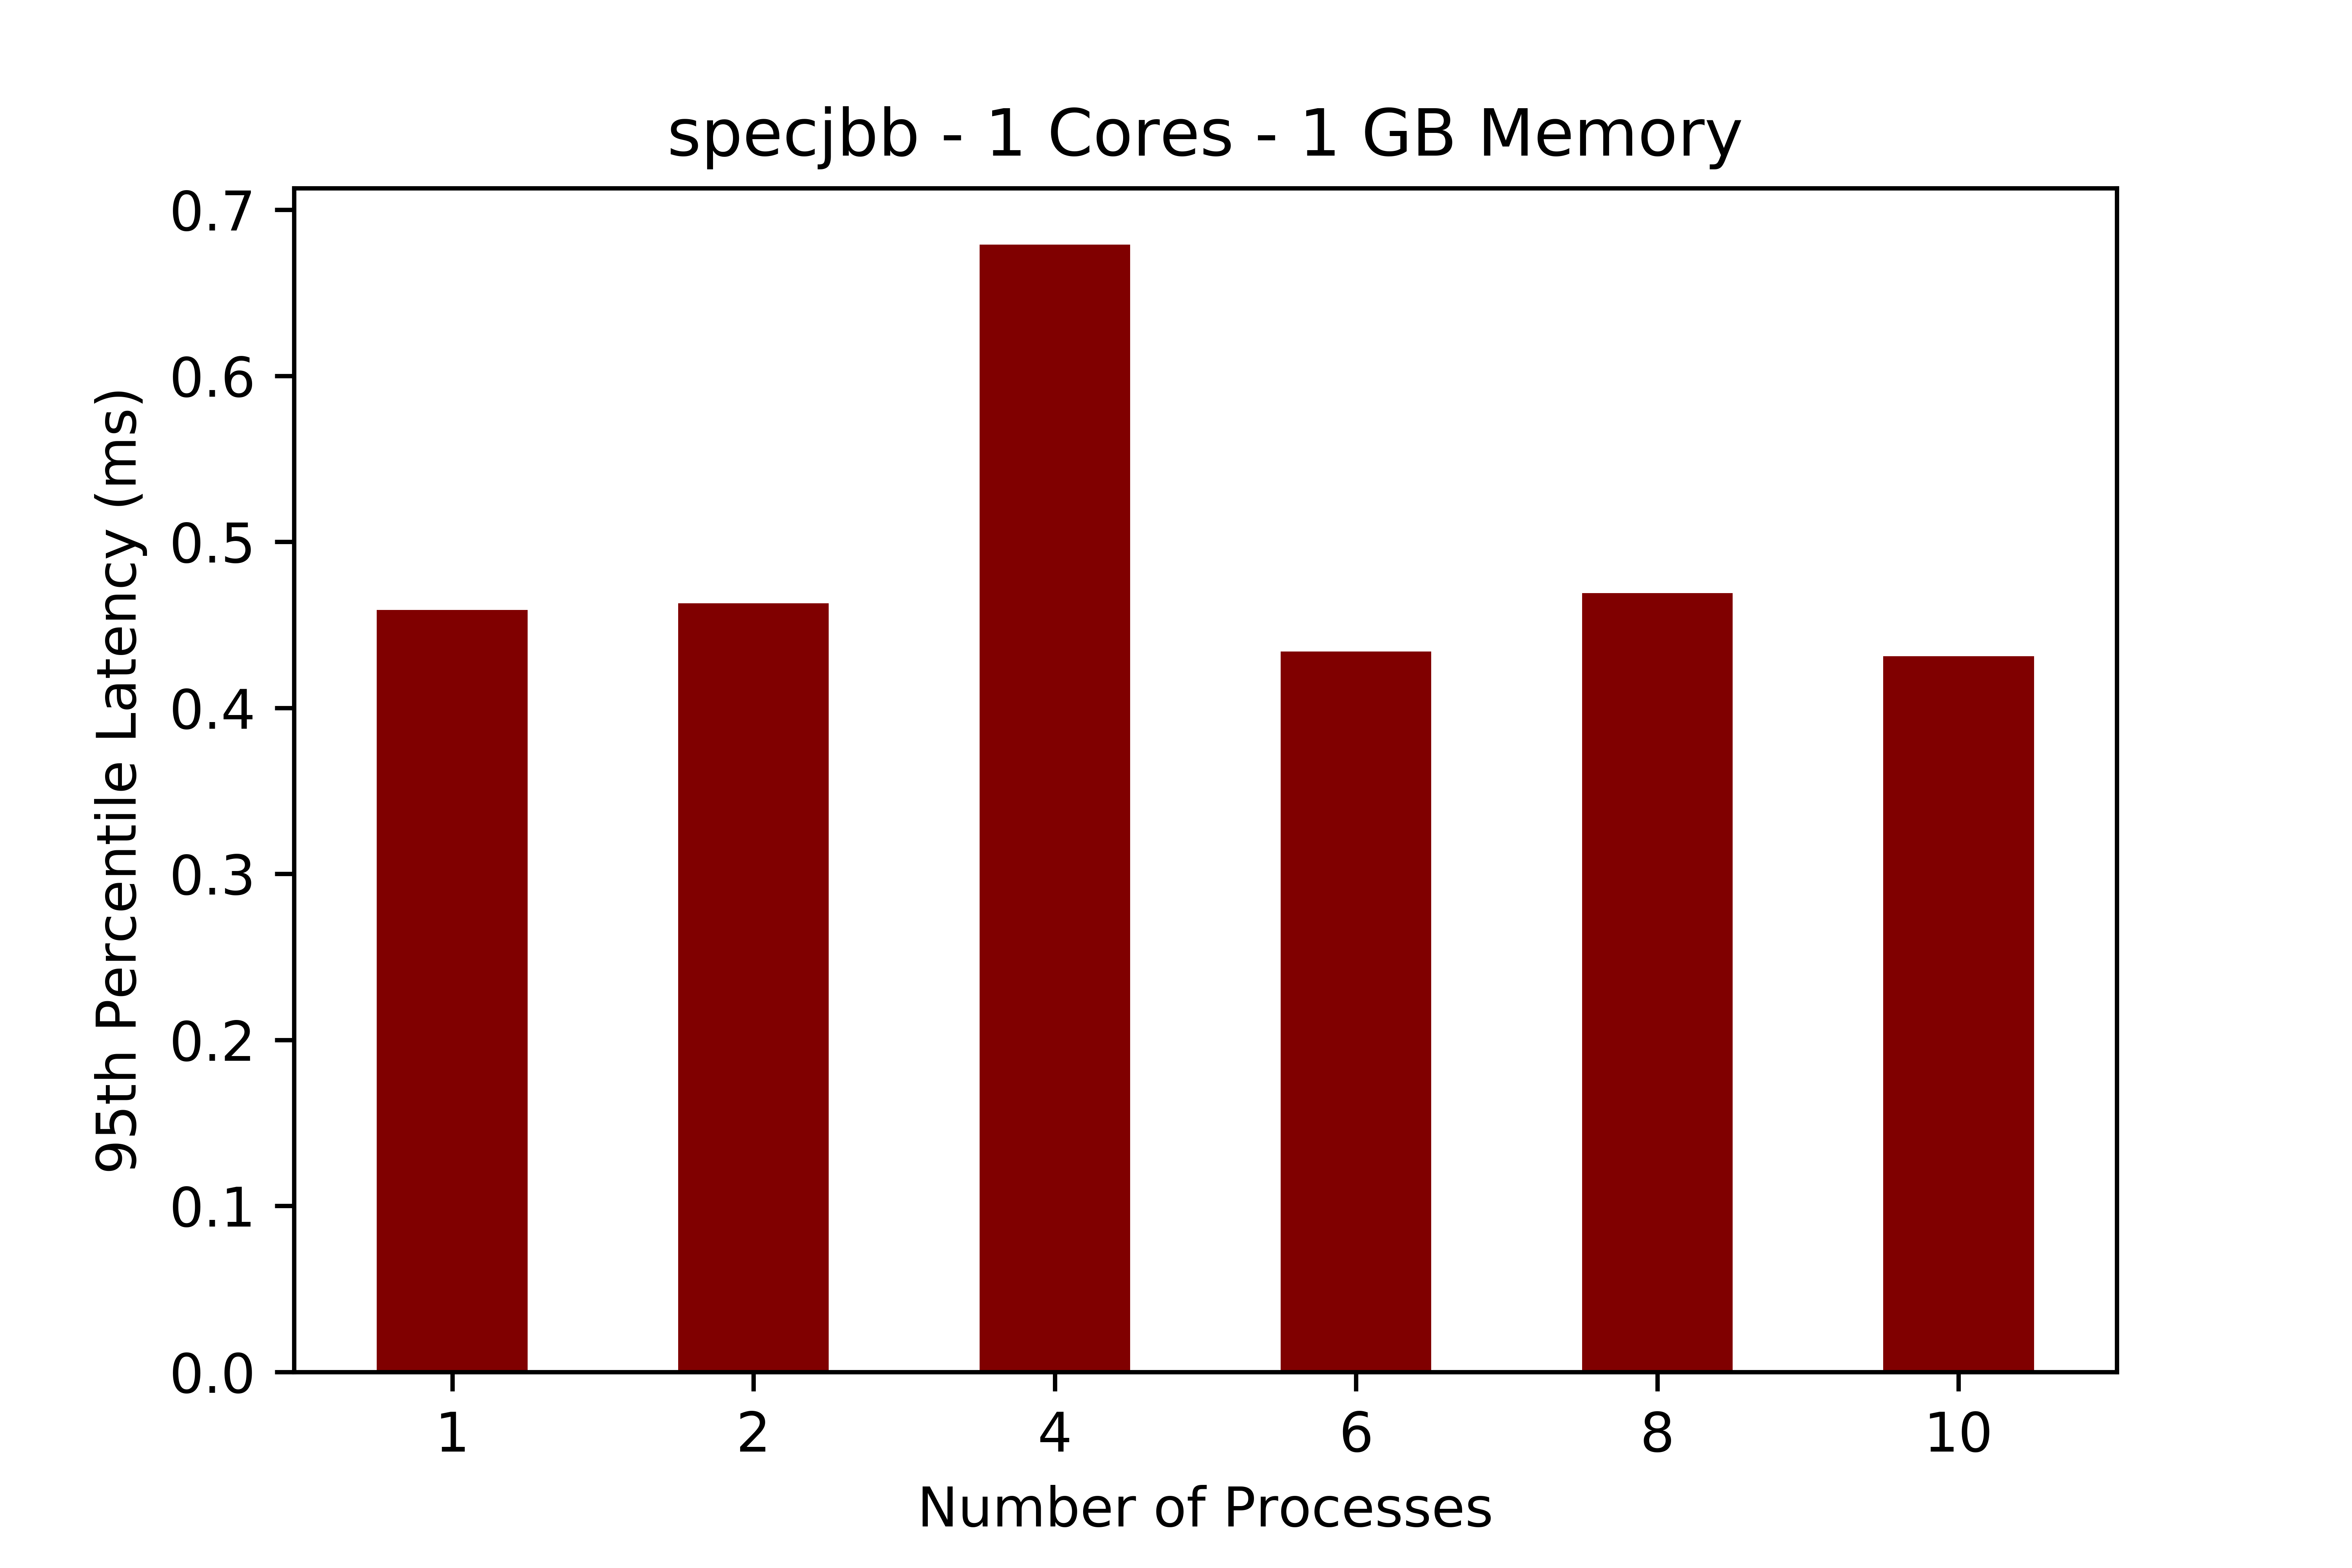 specjbb - 1 Cores - 1 GB Memory
95th Percentile Latency (ms)
0.7
0.6
0.5
0.4
0.3
0.2
0.1
0.0
1 2 4 6 8 10
Number of Processes